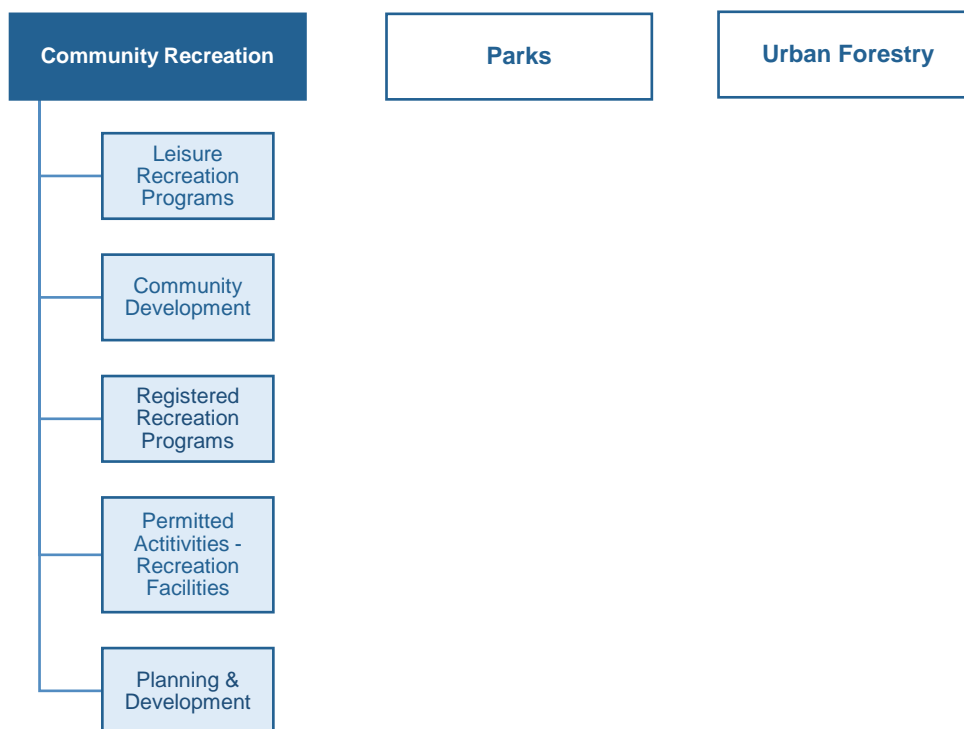 Community Recreation
Parks
Urban Forestry
Leisure
Recreation
Programs
Community
Development
Registered
Recreation
Programs
Permitted
Actitivities -
Recreation
Facilities
Planning &
Development